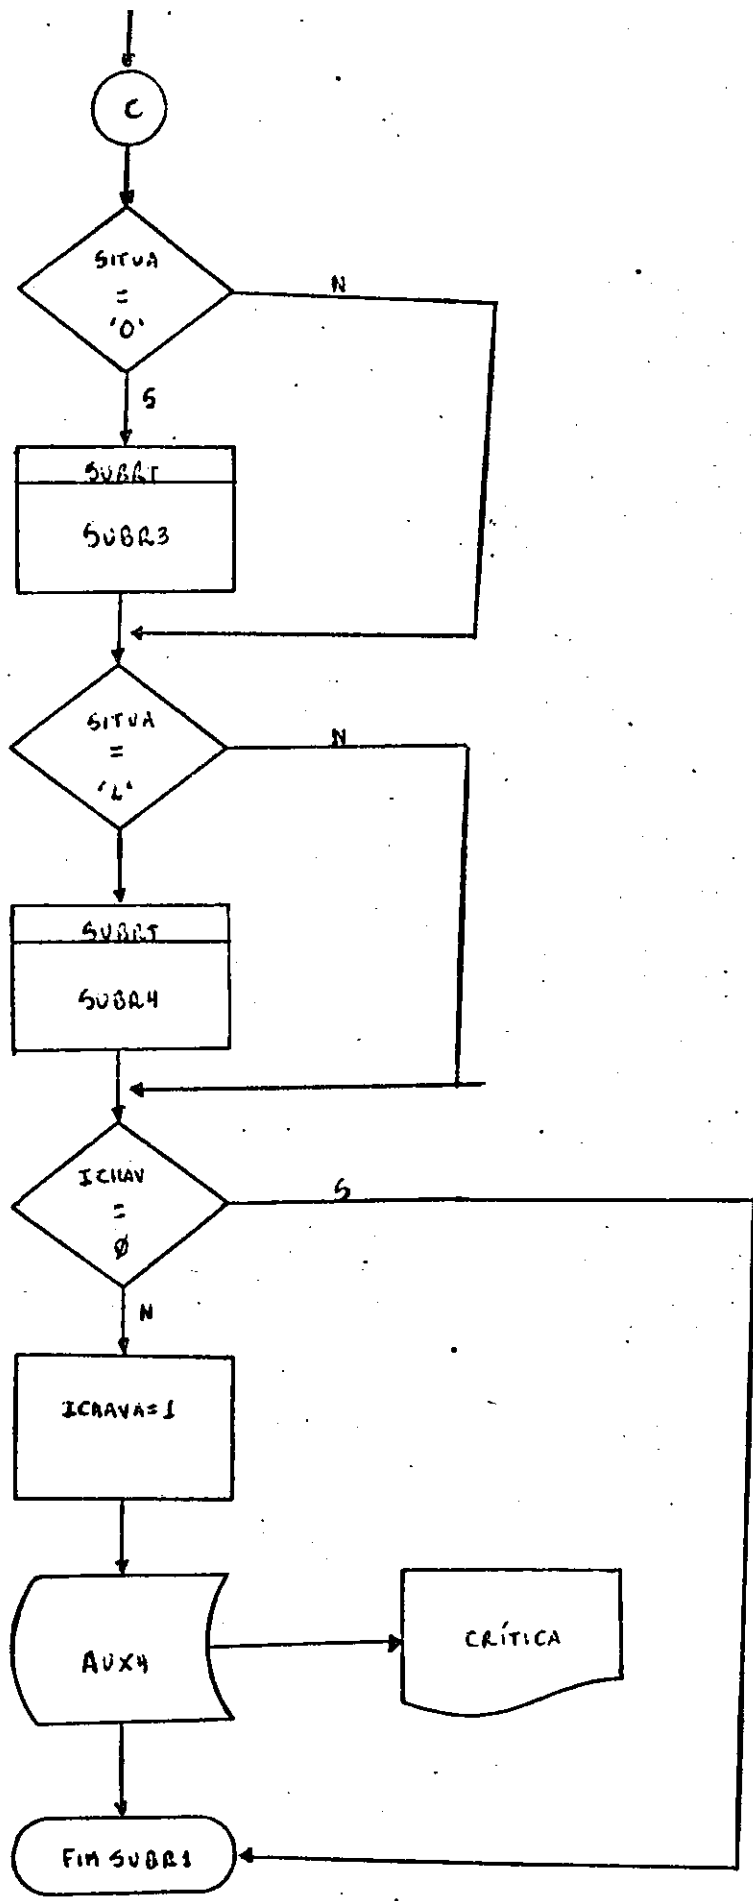 C
SITUA
=
'O'
N
S
SUBRT
SUBR3
SITUA
=
'L'
N
SUBRT
SUBR4
ICHAV
=
Ø
S
N
ICHAVA=1
AUX4
CRÍTICA
FIM SUBR1